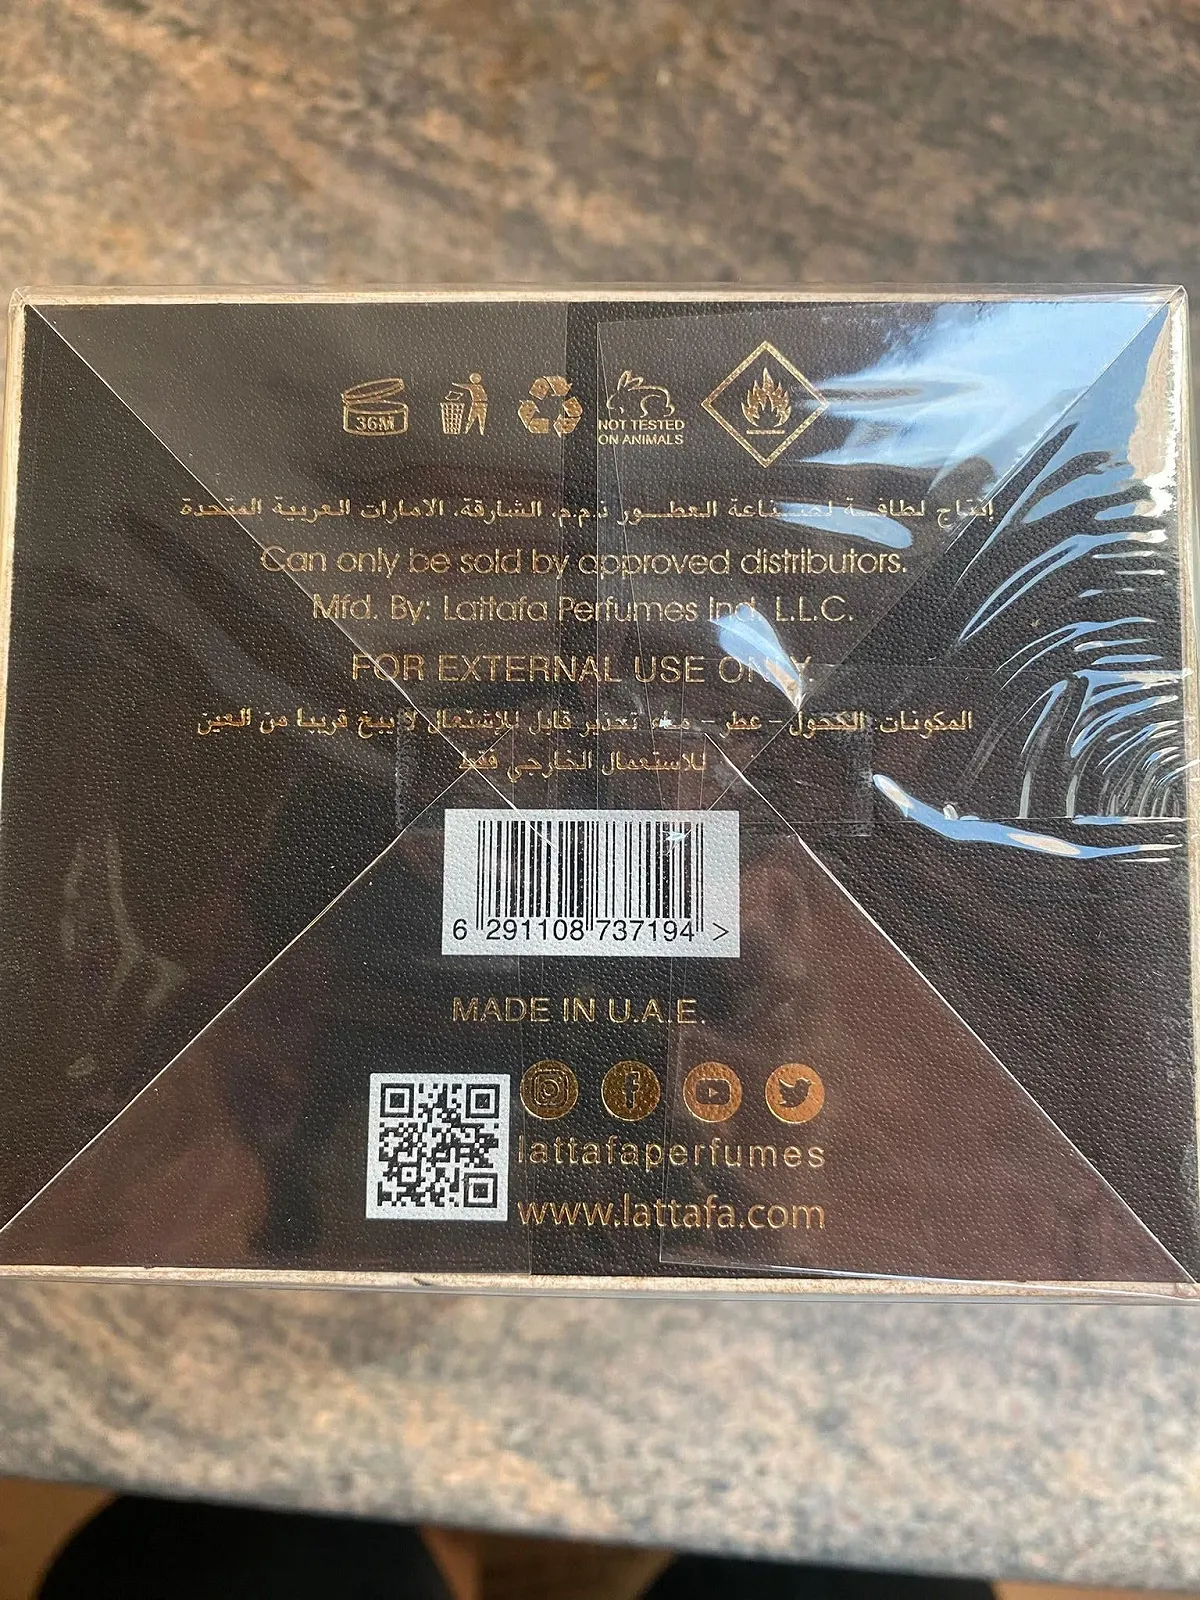 36M
NOT TESTED
ON ANIMALS
إنتاج لطافة لصناعة العطور ذ.م.م. الشارقة. الامارات العربية المتحدة
Can only be sold by approved distributors.
Mfd. By: Lattafa Perfumes Ind. L.L.C.
FOR EXTERNAL USE ONLY.
المكونات الكحول - عطر - ماء تحذير قابل للإشتعال لا يبخ قريبا من العين
للاستعمال الخارجي فقط
6 291108 737194 >
MADE IN U.A.E.
lattafaperfumes
www.lattafa.com